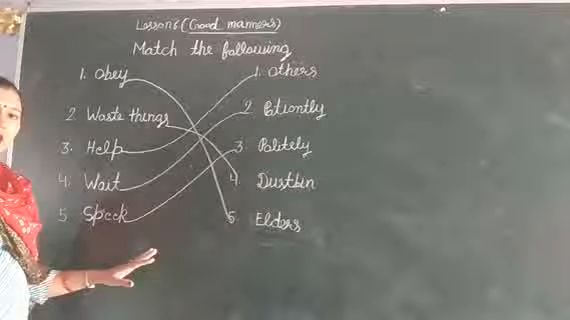 Lesson 6 (Good manners)
Match the following
1. Obey 1. Others
2. Waste things 2. Patiently
3. Help 3. Politely
4. Wait 4. Dustbin
5. Speak 5. Elders